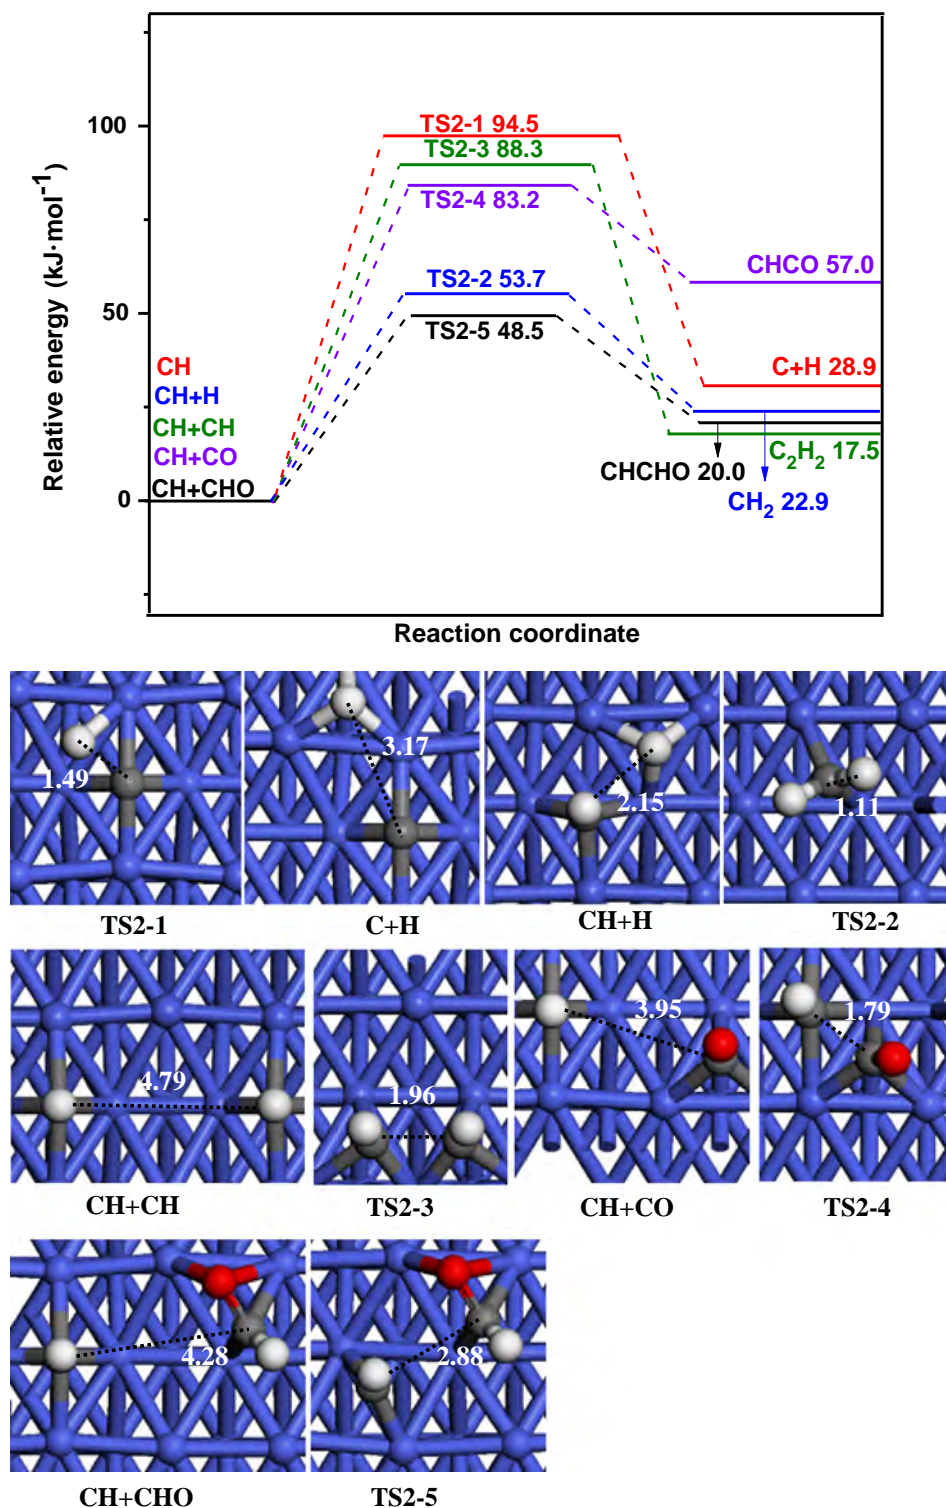 Relative energy (kJ·mol⁻¹)
100
50
0
TS2-1 94.5
TS2-3 88.3
TS2-4 83.2
TS2-2 53.7
TS2-5 48.5
CHCO 57.0
C+H 28.9
C₂H₂ 17.5
CHCHO 20.0
CH₂ 22.9
CH
CH+H
CH+CH
CH+CO
CH+CHO
Reaction coordinate
1.49
3.17
2.15
1.11
TS2-1
C+H
CH+H
TS2-2
4.79
1.96
3.95
1.79
CH+CH
TS2-3
CH+CO
TS2-4
4.28
2.88
CH+CHO
TS2-5